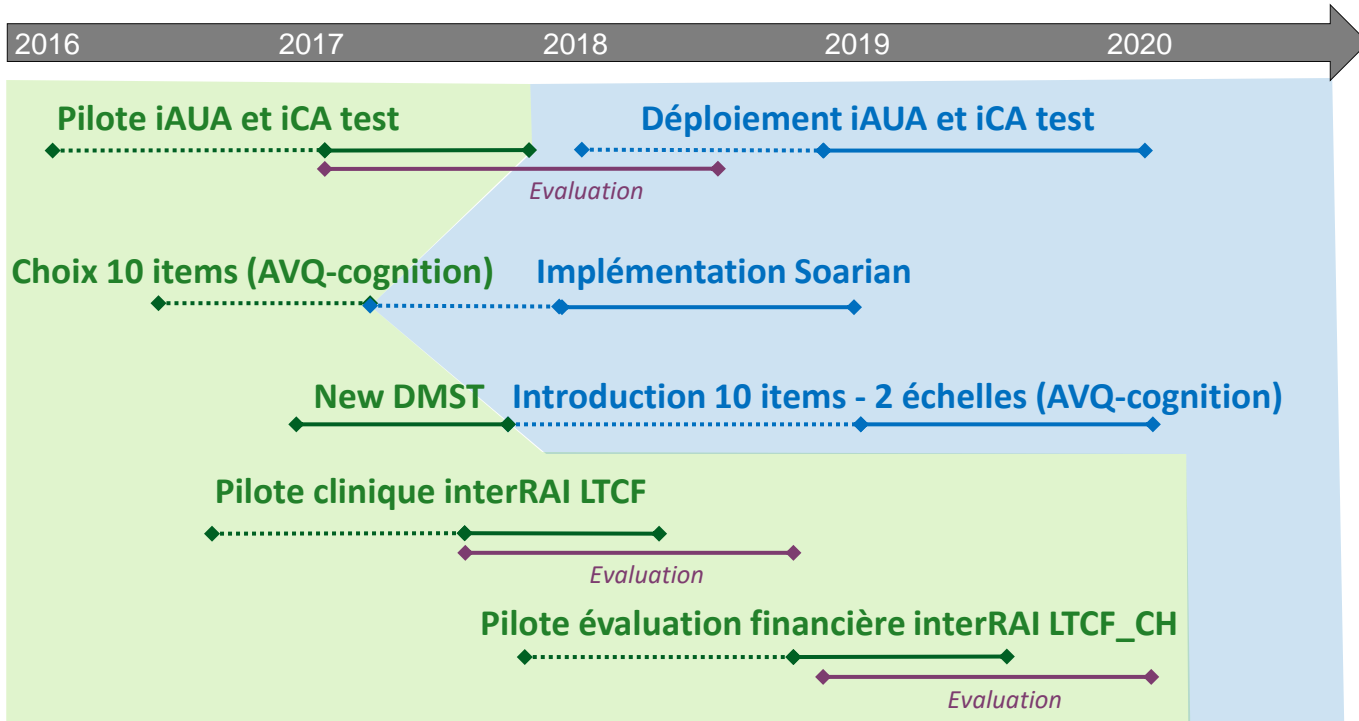 2016 2017 2018 2019 2020
Pilote iAUA et iCA test
Déploiement iAUA et iCA test
Evaluation
Choix 10 items (AVQ-cognition)
Implémentation Soarian
New DMST
Introduction 10 items - 2 échelles (AVQ-cognition)
Pilote clinique interRAI LTCF
Evaluation
Pilote évaluation financière interRAI LTCF_CH
Evaluation